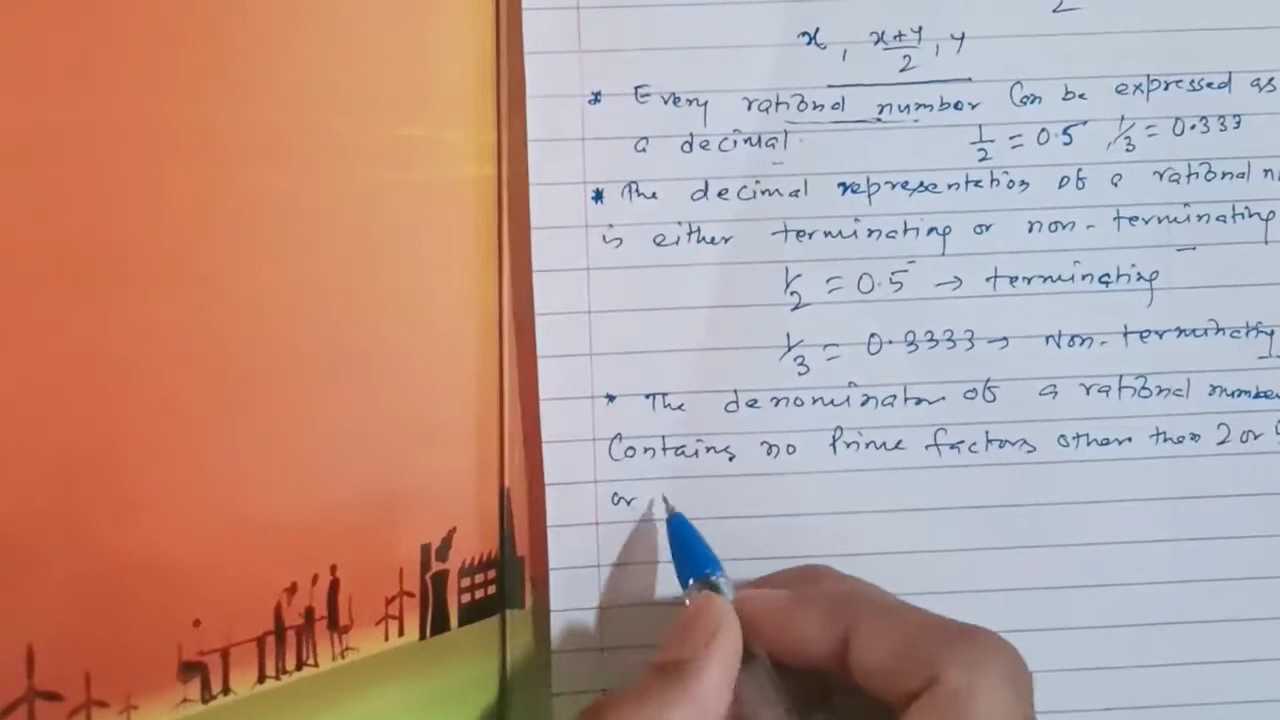 2
x, x+y/2, y
* Every rational number Can be expressed as
a decimal. 1/2 = 0.5, 1/3 = 0.333
* The decimal representation of a rational n
is either terminating or non-terminating
1/2 = 0.5 → terminating
1/3 = 0.3333 → Non-terminating
* The denominator of a rational number
Contains no Prime factors other than 2 or 5
or